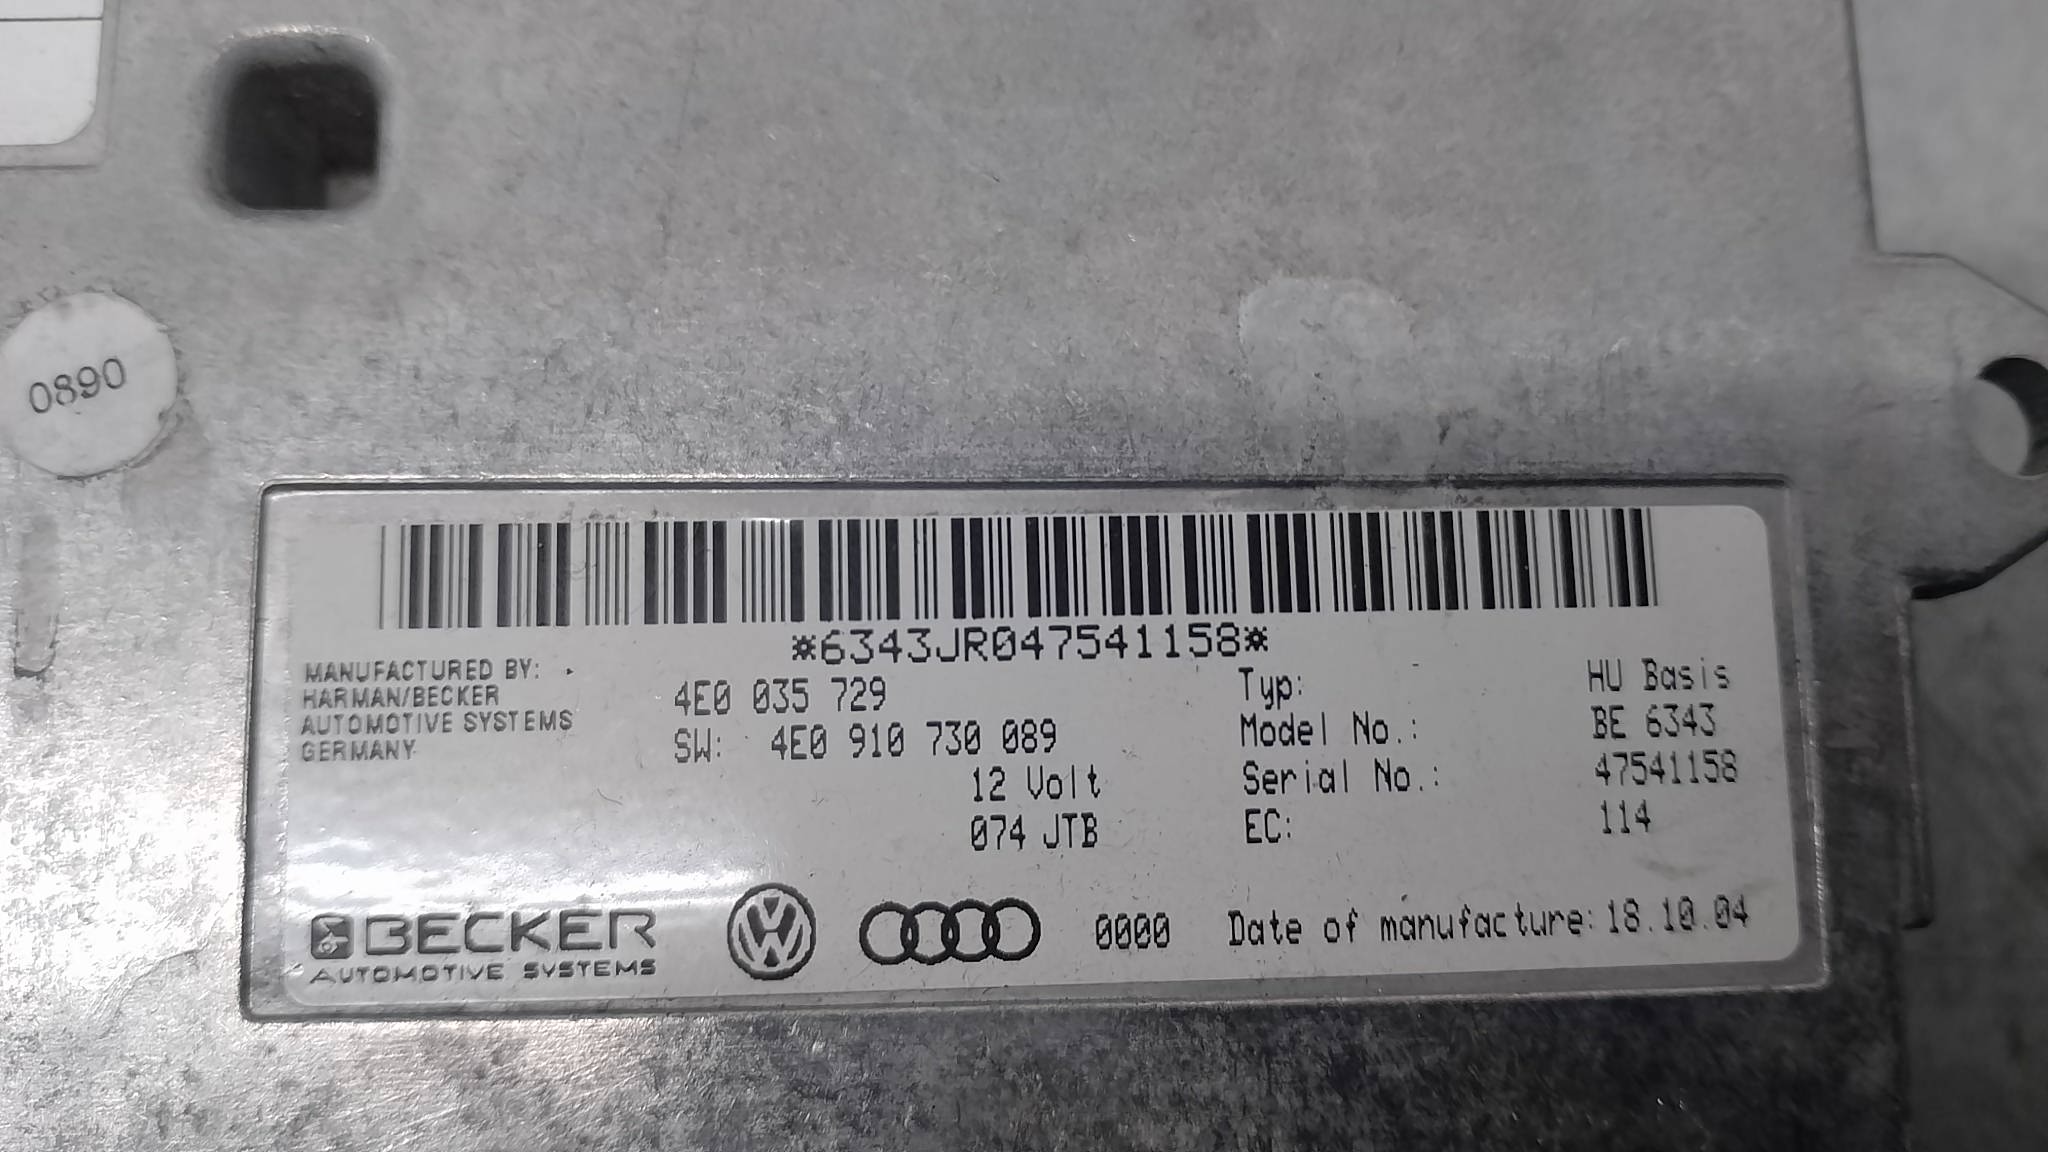 0890
*6343JR047541158*
MANUFACTURED BY:
HARMAN/BECKER
AUTOMOTIVE SYSTEMS
GERMANY
4E0 035 729
SW: 4E0 910 730 089
12 Volt
074 JTB
Typ: HU Basis
Model No.: BE 6343
Serial No.: 47541158
EC: 114
BECKER
AUTOMOTIVE SYSTEMS
VW
0000
Date of manufacture: 18.10.04